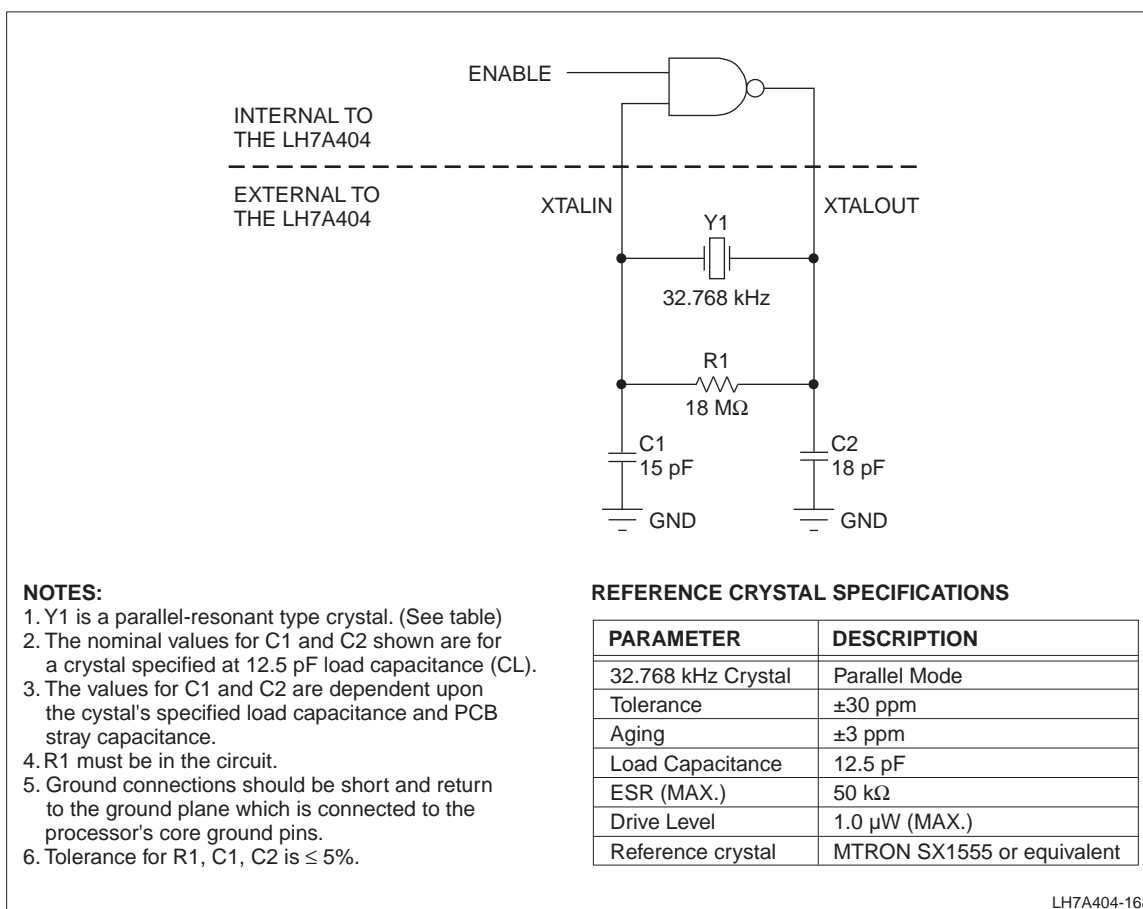 ENABLE
INTERNAL TO
THE LH7A404
EXTERNAL TO
THE LH7A404
XTALIN
XTALOUT
Y1
32.768 kHz
R1
18 MΩ
C1
15 pF
C2
18 pF
GND
GND
NOTES:
1. Y1 is a parallel-resonant type crystal. (See table)
2. The nominal values for C1 and C2 shown are for
a crystal specified at 12.5 pF load capacitance (CL).
3. The values for C1 and C2 are dependent upon
the cystal's specified load capacitance and PCB
stray capacitance.
4. R1 must be in the circuit.
5. Ground connections should be short and return
to the ground plane which is connected to the
processor's core ground pins.
6. Tolerance for R1, C1, C2 is ≤ 5%.
REFERENCE CRYSTAL SPECIFICATIONS
PARAMETER DESCRIPTION
32.768 kHz Crystal Parallel Mode
Tolerance ±30 ppm
Aging ±3 ppm
Load Capacitance 12.5 pF
ESR (MAX.) 50 kΩ
Drive Level 1.0 µW (MAX.)
Reference crystal MTRON SX1555 or equivalent